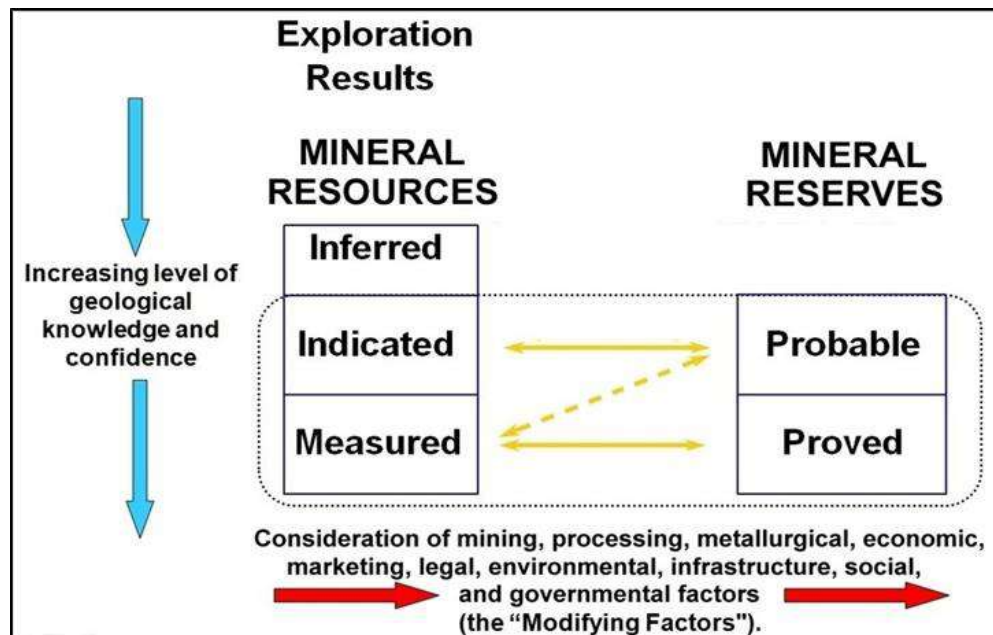 Exploration
Results
MINERAL
RESOURCES
MINERAL
RESERVES
Inferred
Increasing level of
geological
knowledge and
confidence
Indicated
Probable
Measured
Proved
Consideration of mining, processing, metallurgical, economic,
marketing, legal, environmental, infrastructure, social,
and governmental factors
(the “Modifying Factors").